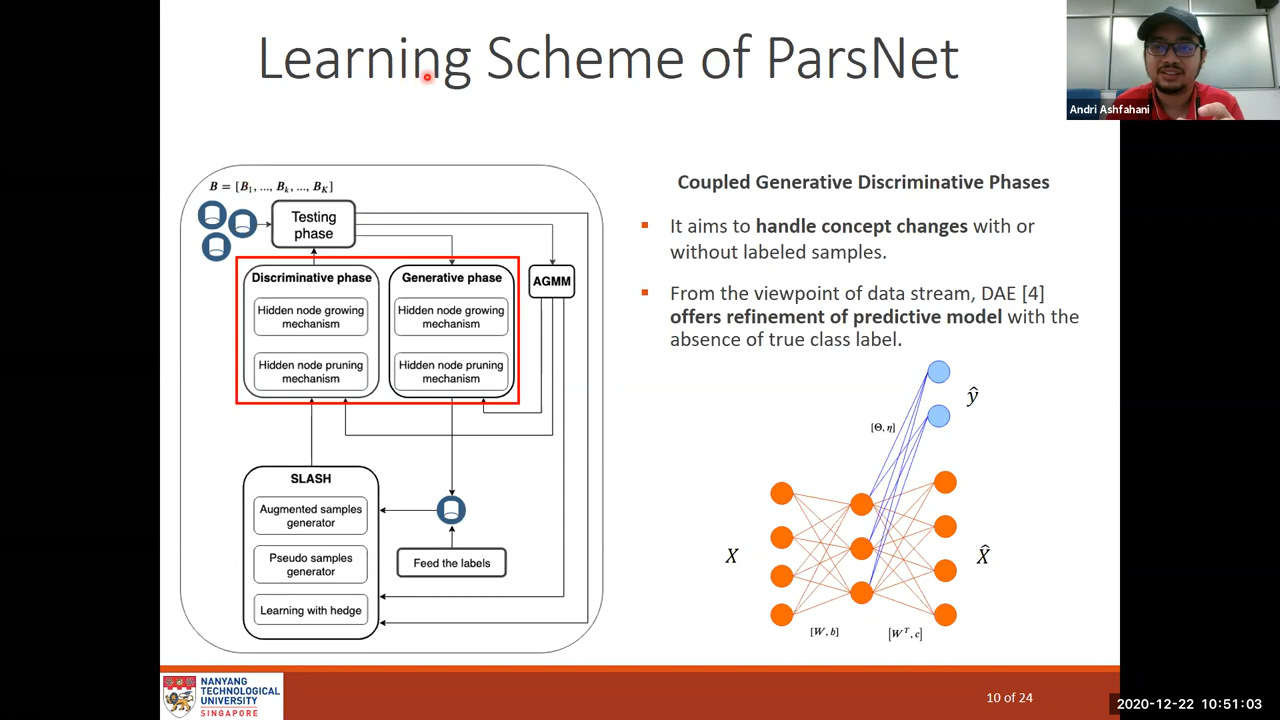 Learning Scheme of ParsNet
Andri Ashfahani
B = [B1, ..., Bk, ..., BK]
Testing
phase
Discriminative phase
Hidden node growing
mechanism
Hidden node pruning
mechanism
Generative phase
Hidden node growing
mechanism
Hidden node pruning
mechanism
AGMM
SLASH
Augmented samples
generator
Pseudo samples
generator
Learning with hedge
Feed the labels
Coupled Generative Discriminative Phases
It aims to handle concept changes with or
without labeled samples.
From the viewpoint of data stream, DAE [4]
offers refinement of predictive model with the
absence of true class label.
ŷ
[Θ, η]
X
X̂
[W, b]
[Wᵀ, c]
NANYANG
TECHNOLOGICAL
UNIVERSITY
SINGAPORE
10 of 24
2020-12-22 10:51:03